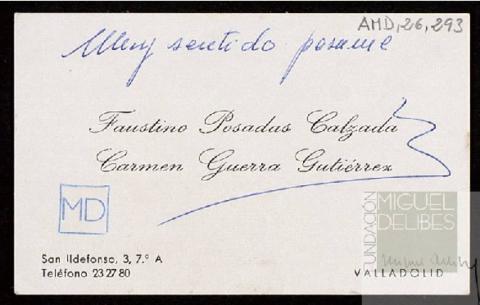 AMD,26,293
Muy sentido pésame
Faustino Posadas Calzada
Carmen Guerra Gutiérrez
MD
San Ildefonso, 3, 7.º A
Teléfono 23 27 80
VALLADOLID
FUNDACIÓN
MIGUEL
DELIBES